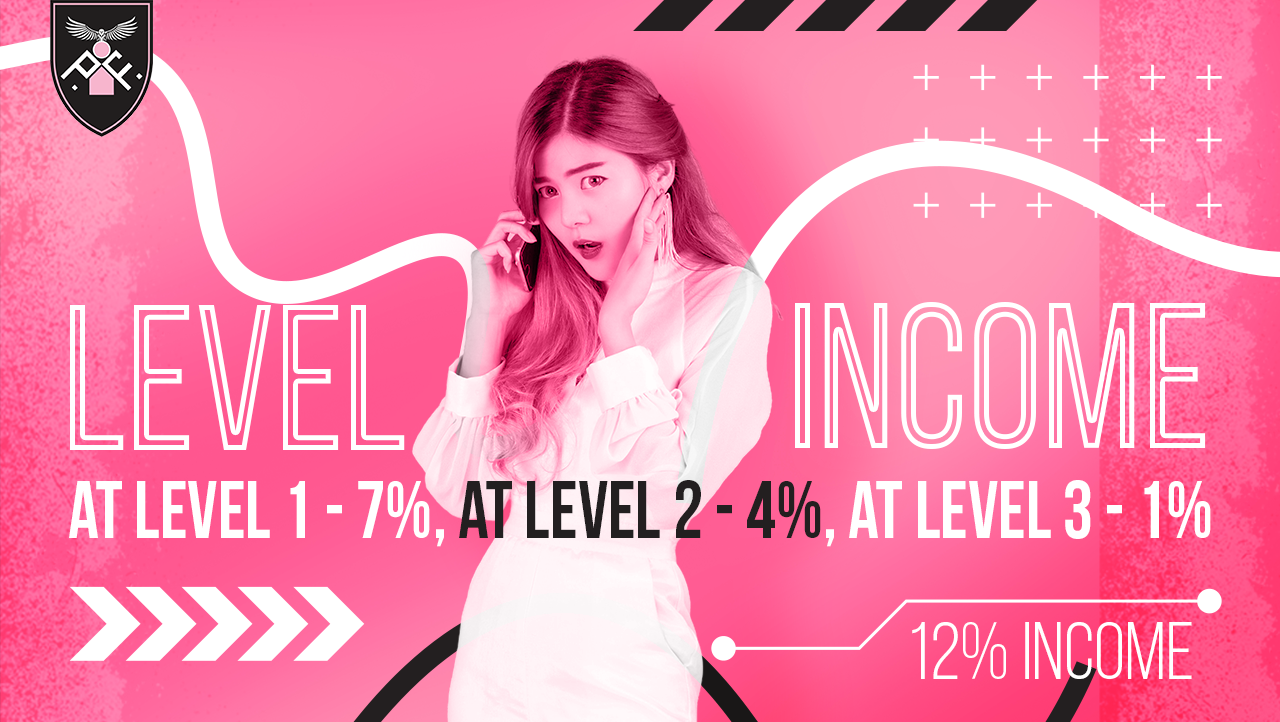 P.F.
LEVEL INCOME
AT LEVEL 1 - 7%, AT LEVEL 2 - 4%, AT LEVEL 3 - 1%
12% INCOME